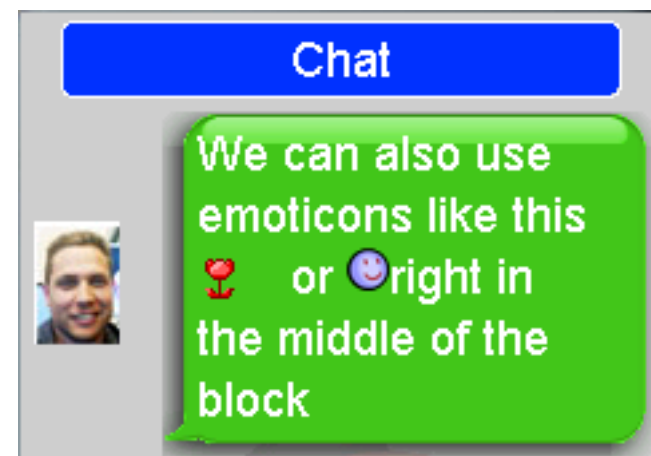 Chat
We can also use
emoticons like this
or right in
the middle of the
block